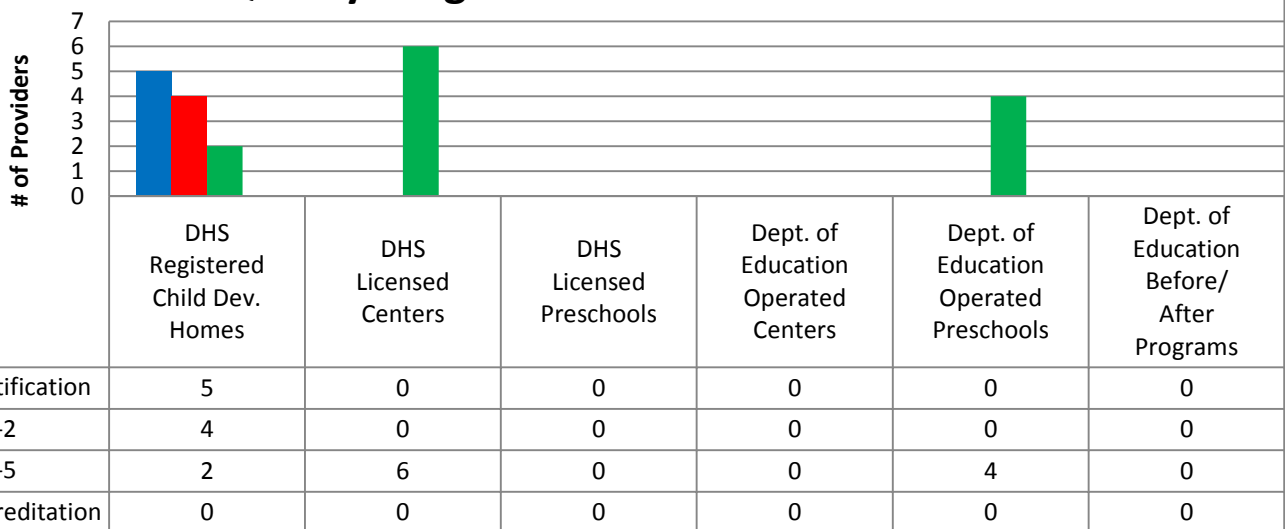 7
6
5
4
3
2
1
0
# of Providers
DHS
Registered
Child Dev.
Homes
DHS
Licensed
Centers
DHS
Licensed
Preschools
Dept. of
Education
Operated
Centers
Dept. of
Education
Operated
Preschools
Dept. of
Education
Before/
After
Programs
tification 5 0 0 0 0 0
-2 4 0 0 0 0 0
-5 2 6 0 0 4 0
reditation 0 0 0 0 0 0